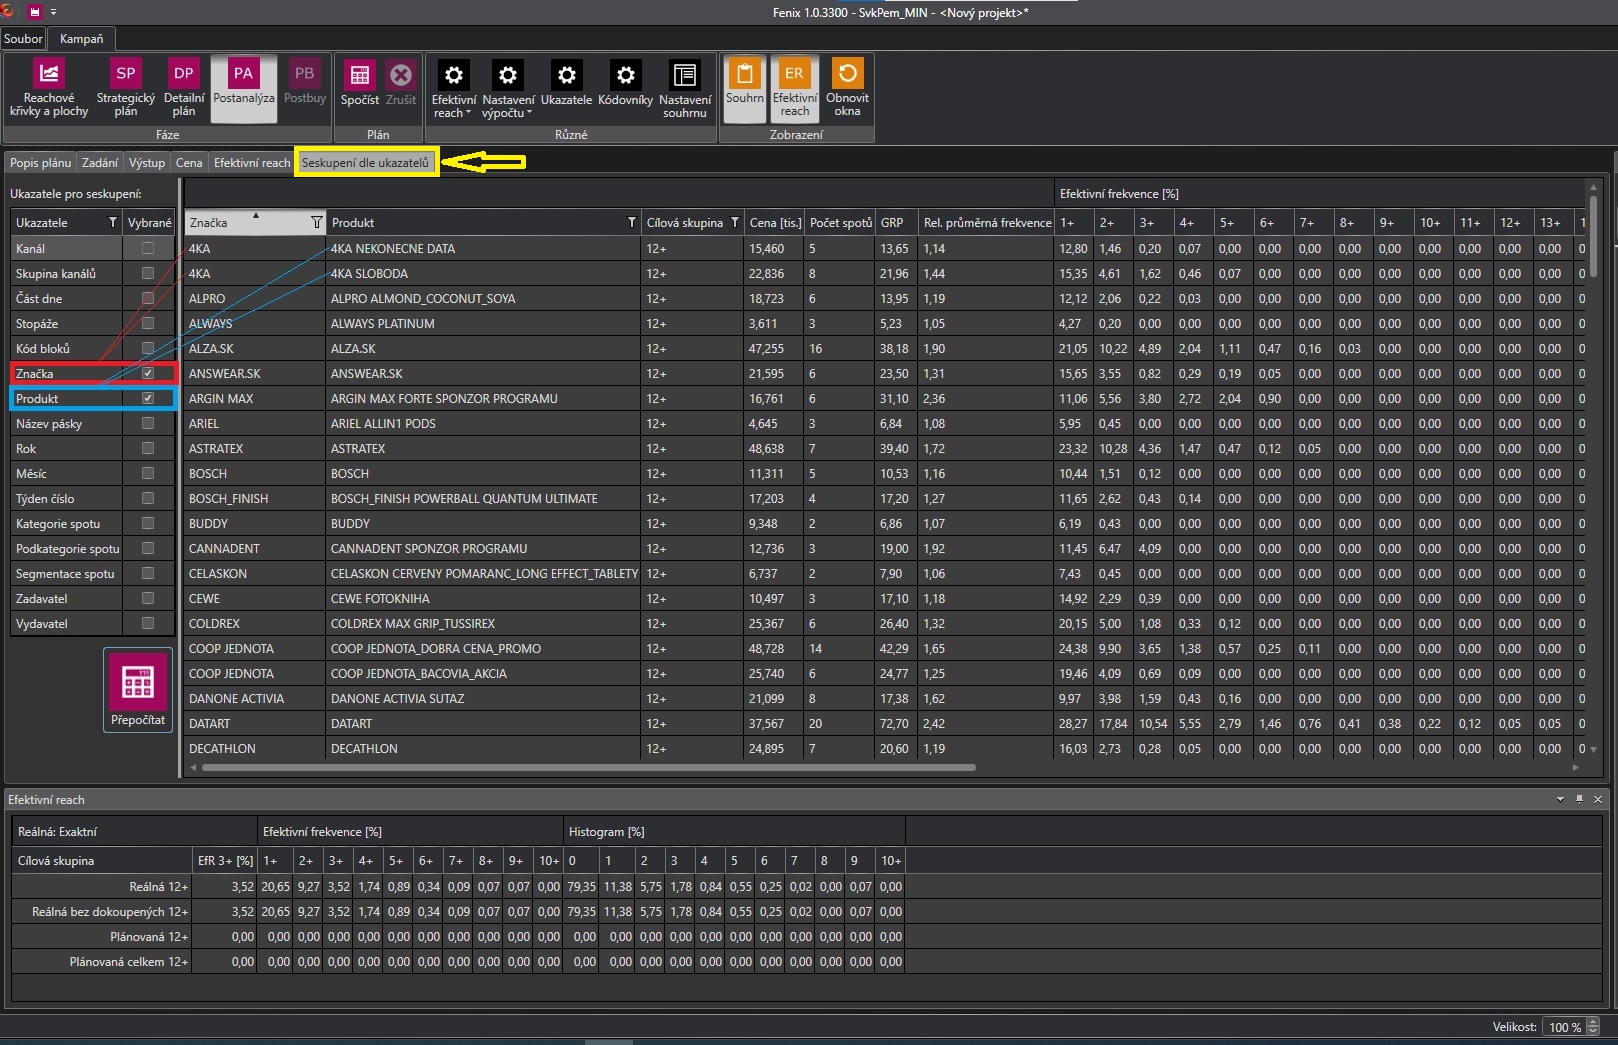 Fenix 1.0.3300 - SvkPem_MIN - <Nový projekt>*
Soubor Kampaň
SP DP PA PB ER
Reachové křivky a plochy Strategický plán Detailní plán Postanalýza Postbuy Spočíst Zrušit Efektivní reach Nastavení výpočtu Ukazatele Kódovníky Nastavení souhrnu Souhrn Efektivní reach Obnovit okna
Fáze Plán Různé Zobrazení
Popis plánu Zadání Výstup Cena Efektivní reach Seskupení dle ukazatelů
Ukazatele pro seskupení: Efektivní frekvence [%]
Ukazatele Vybrané Značka Produkt Cílová skupina Cena [tis.] Počet spotů GRP Rel. průměrná frekvence 1+ 2+ 3+ 4+ 5+ 6+ 7+ 8+ 9+ 10+ 11+ 12+ 13+ 1
Kanál 4KA 4KA NEKONECNE DATA 12+ 15,460 5 13,65 1,14 12,80 1,46 0,20 0,07 0,00 0,00 0,00 0,00 0,00 0,00 0,00 0,00 0,00 0
Skupina kanálů 4KA 4KA SLOBODA 12+ 22,836 8 21,96 1,44 15,35 4,61 1,62 0,46 0,07 0,00 0,00 0,00 0,00 0,00 0,00 0,00 0,00 0
Část dne ALPRO ALPRO ALMOND_COCONUT_SOYA 12+ 18,723 6 13,95 1,19 12,12 2,06 0,22 0,03 0,00 0,00 0,00 0,00 0,00 0,00 0,00 0,00 0,00 0
Stopáže ALWAYS ALWAYS PLATINUM 12+ 3,611 3 5,23 1,05 4,27 0,20 0,00 0,00 0,00 0,00 0,00 0,00 0,00 0,00 0,00 0,00 0,00 0
Kód bloků ALZA.SK ALZA.SK 12+ 47,255 16 38,18 1,90 21,05 10,22 4,89 2,04 1,11 0,47 0,16 0,03 0,00 0,00 0,00 0,00 0,00 0
Značka ANSWEAR.SK ANSWEAR.SK 12+ 21,595 6 23,50 1,31 15,65 3,55 0,82 0,29 0,19 0,05 0,00 0,00 0,00 0,00 0,00 0,00 0,00 0
Produkt ARGIN MAX ARGIN MAX FORTE SPONZOR PROGRAMU 12+ 16,761 6 31,10 2,36 11,06 5,56 3,80 2,72 2,04 0,90 0,00 0,00 0,00 0,00 0,00 0,00 0,00 0
Název pásky ARIEL ARIEL ALLIN1 PODS 12+ 4,645 3 6,84 1,08 5,95 0,45 0,00 0,00 0,00 0,00 0,00 0,00 0,00 0,00 0,00 0,00 0,00 0
Rok ASTRATEX ASTRATEX 12+ 48,638 7 39,40 1,72 23,32 10,28 4,36 1,47 0,47 0,12 0,05 0,00 0,00 0,00 0,00 0,00 0,00 0
Měsíc BOSCH BOSCH 12+ 11,311 5 10,53 1,16 10,44 1,51 0,12 0,00 0,00 0,00 0,00 0,00 0,00 0,00 0,00 0,00 0,00 0
Týden číslo BOSCH_FINISH BOSCH_FINISH POWERBALL QUANTUM ULTIMATE 12+ 17,203 4 17,20 1,27 11,65 2,62 0,43 0,14 0,00 0,00 0,00 0,00 0,00 0,00 0,00 0,00 0,00 0
Kategorie spotu BUDDY BUDDY 12+ 9,348 2 6,86 1,07 6,19 0,43 0,00 0,00 0,00 0,00 0,00 0,00 0,00 0,00 0,00 0,00 0,00 0
Podkategorie spotu CANNADENT CANNADENT SPONZOR PROGRAMU 12+ 12,736 3 19,00 1,92 11,45 6,47 4,09 0,00 0,00 0,00 0,00 0,00 0,00 0,00 0,00 0,00 0,00 0
Segmentace spotu CELASKON CELASKON CERVENY POMARANC_LONG EFFECT_TABLETY 12+ 6,737 2 7,90 1,06 7,43 0,45 0,00 0,00 0,00 0,00 0,00 0,00 0,00 0,00 0,00 0,00 0,00 0
Zadavatel CEWE CEWE FOTOKNIHA 12+ 10,497 3 17,10 1,18 14,92 2,29 0,39 0,00 0,00 0,00 0,00 0,00 0,00 0,00 0,00 0,00 0,00 0
Vydavatel COLDREX COLDREX MAX GRIP_TUSSIREX 12+ 25,367 6 26,40 1,32 20,15 5,00 1,08 0,33 0,12 0,00 0,00 0,00 0,00 0,00 0,00 0,00 0,00 0
COOP JEDNOTA COOP JEDNOTA_DOBRA CENA_PROMO 12+ 48,728 14 42,29 1,65 24,38 9,90 3,65 1,38 0,57 0,25 0,11 0,00 0,00 0,00 0,00 0,00 0,00 0
COOP JEDNOTA COOP JEDNOTA_BACOVIA_AKCIA 12+ 25,740 6 24,77 1,25 19,46 4,09 0,69 0,09 0,00 0,00 0,00 0,00 0,00 0,00 0,00 0,00 0,00 0
DANONE ACTIVIA DANONE ACTIVIA SUTAZ 12+ 21,099 8 17,38 1,62 9,97 3,98 1,59 0,43 0,16 0,00 0,00 0,00 0,00 0,00 0,00 0,00 0,00 0
Přepočítat DATART DATART 12+ 37,567 20 72,70 2,42 28,27 17,84 10,54 5,55 2,79 1,46 0,76 0,41 0,38 0,22 0,12 0,05 0,05 0
DECATHLON DECATHLON 12+ 24,895 7 20,60 1,19 16,03 2,73 0,28 0,05 0,00 0,00 0,00 0,00 0,00 0,00 0,00 0,00 0,00 0
Efektivní reach
Reálná: Exaktní Efektivní frekvence [%] Histogram [%]
Cílová skupina EfR 3+ [%] 1+ 2+ 3+ 4+ 5+ 6+ 7+ 8+ 9+ 10+ 0 1 2 3 4 5 6 7 8 9 10+
Reálná 12+ 3,52 20,65 9,27 3,52 1,74 0,89 0,34 0,09 0,07 0,07 0,00 79,35 11,38 5,75 1,78 0,84 0,55 0,25 0,02 0,00 0,07 0,00
Reálná bez dokoupených 12+ 3,52 20,65 9,27 3,52 1,74 0,89 0,34 0,09 0,07 0,07 0,00 79,35 11,38 5,75 1,78 0,84 0,55 0,25 0,02 0,00 0,07 0,00
Plánovaná 12+ 0,00 0,00 0,00 0,00 0,00 0,00 0,00 0,00 0,00 0,00 0,00 0,00 0,00 0,00 0,00 0,00 0,00 0,00 0,00 0,00 0,00 0,00
Plánovaná celkem 12+ 0,00 0,00 0,00 0,00 0,00 0,00 0,00 0,00 0,00 0,00 0,00 0,00 0,00 0,00 0,00 0,00 0,00 0,00 0,00 0,00 0,00 0,00
Velikost: 100 %